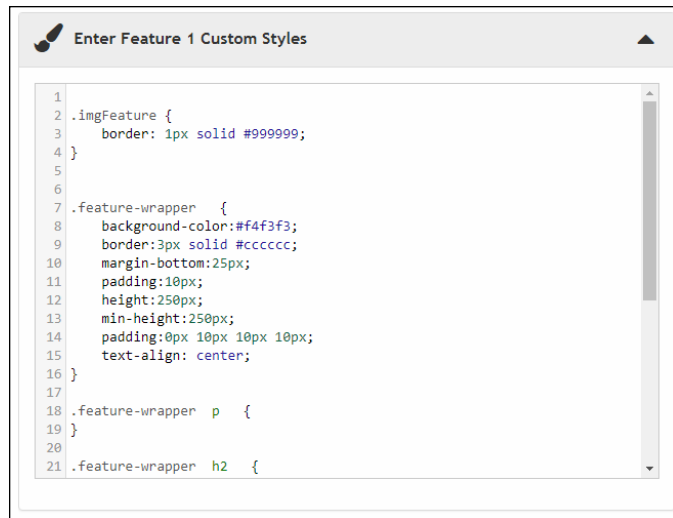 Enter Feature 1 Custom Styles
1
2 .imgFeature {
3     border: 1px solid #999999;
4 }
5
6
7 .feature-wrapper   {
8     background-color:#f4f3f3;
9     border:3px solid #cccccc;
10     margin-bottom:25px;
11     padding:10px;
12     height:250px;
13     min-height:250px;
14     padding:0px 10px 10px 10px;
15     text-align: center;
16 }
17
18 .feature-wrapper  p   {
19 }
20
21 .feature-wrapper  h2   {